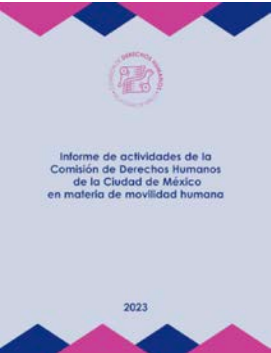 Informe de actividades de la
Comisión de Derechos Humanos
de la Ciudad de México
en materia de movilidad humana
2023